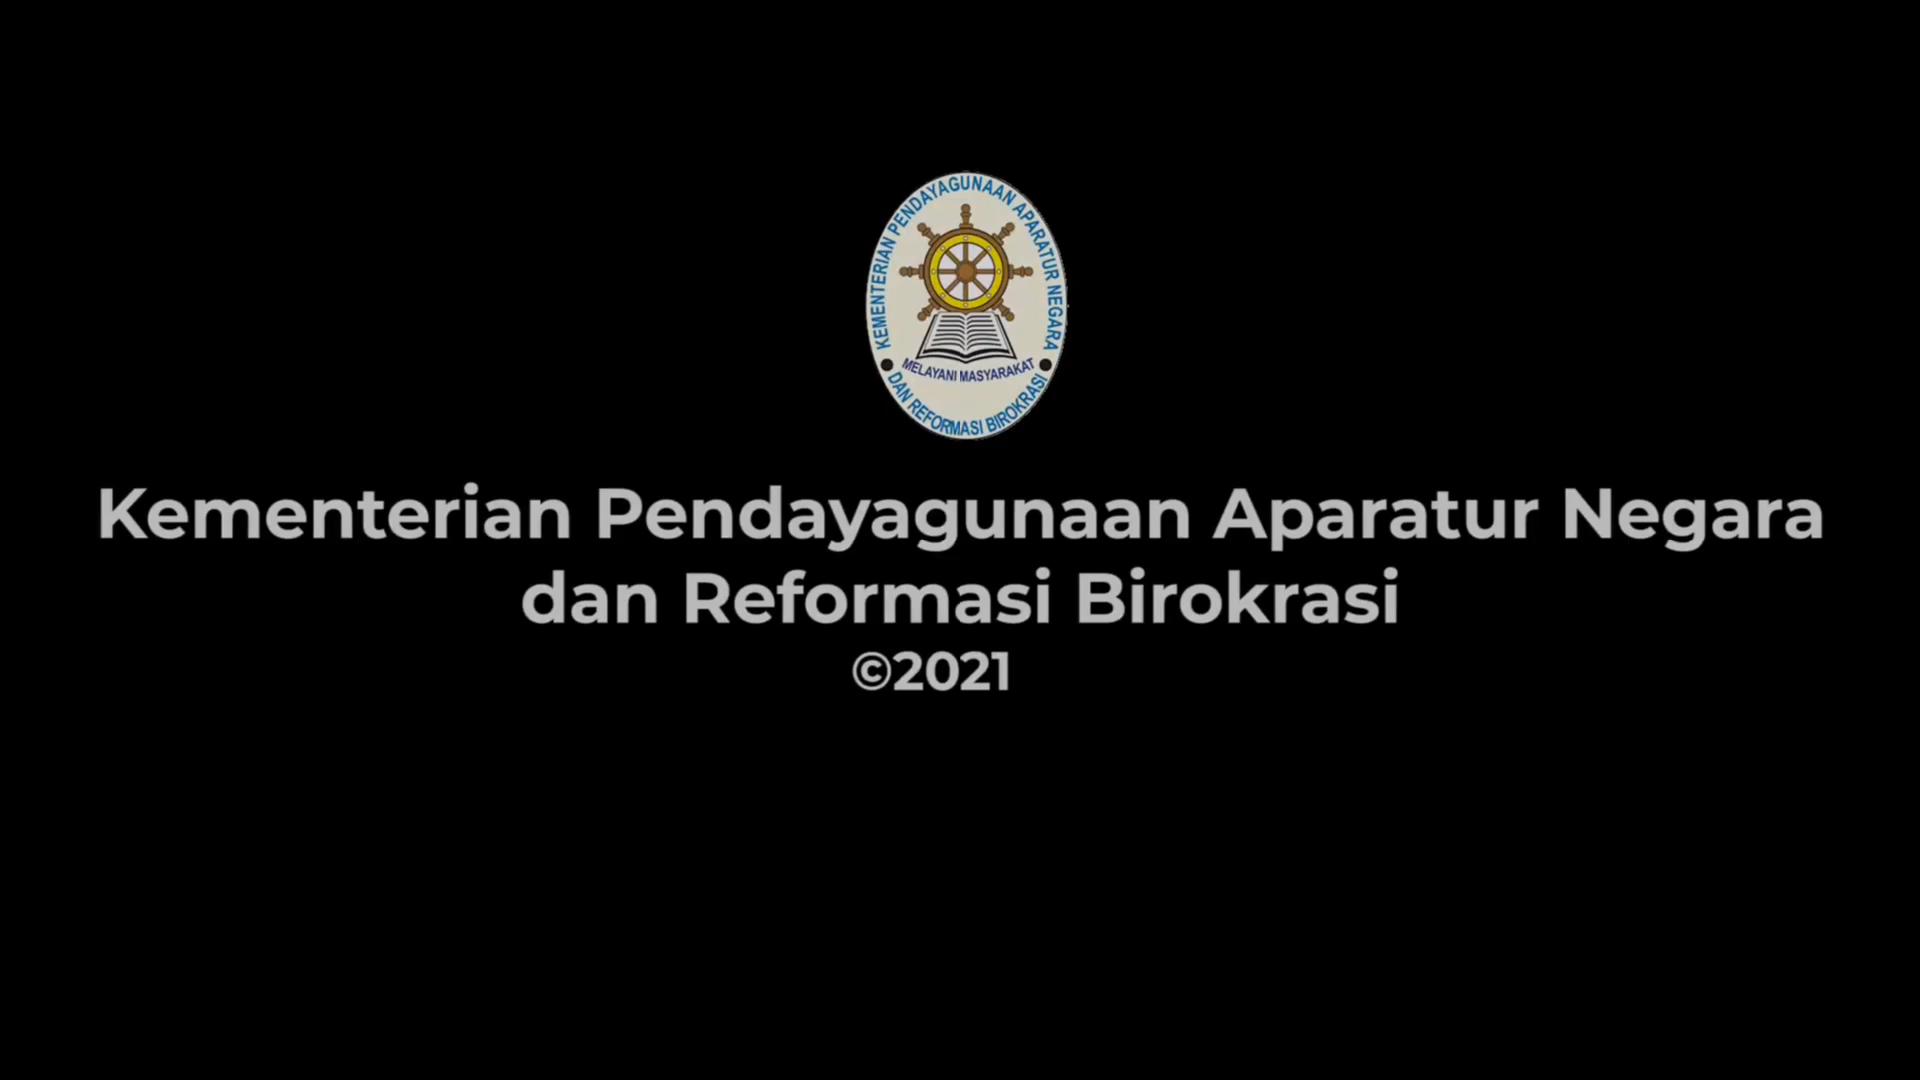 KEMENTERIAN PENDAYAGUNAAN APARATUR NEGARA
MELAYANI MASYARAKAT
DAN REFORMASI BIROKRASI
Kementerian Pendayagunaan Aparatur Negara
dan Reformasi Birokrasi
©2021